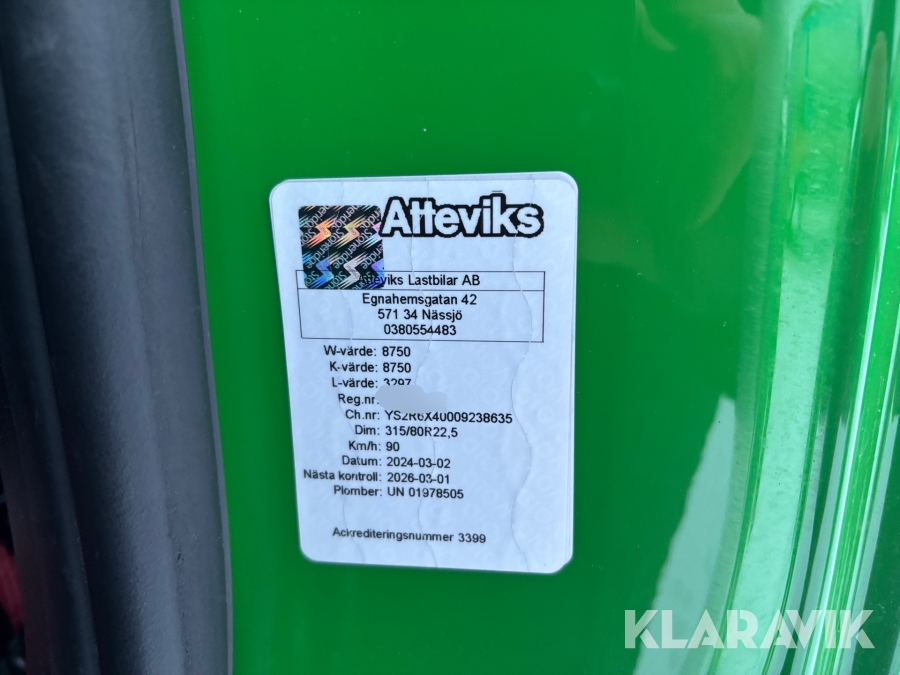 Atteviks
Atteviks Lastbilar AB
Egnahemsgatan 42
571 34 Nässjö
0380554483
W-värde: 8750
K-värde: 8750
L-värde: 3297
Reg.nr
Ch.nr: YS2R6X40009238635
Dim: 315/80R22,5
Km/h: 90
Datum: 2024-03-02
Nästa kontroll: 2026-03-01
Plomber: UN 01978505
Ackrediteringsnummer 3399
KLARAVIK